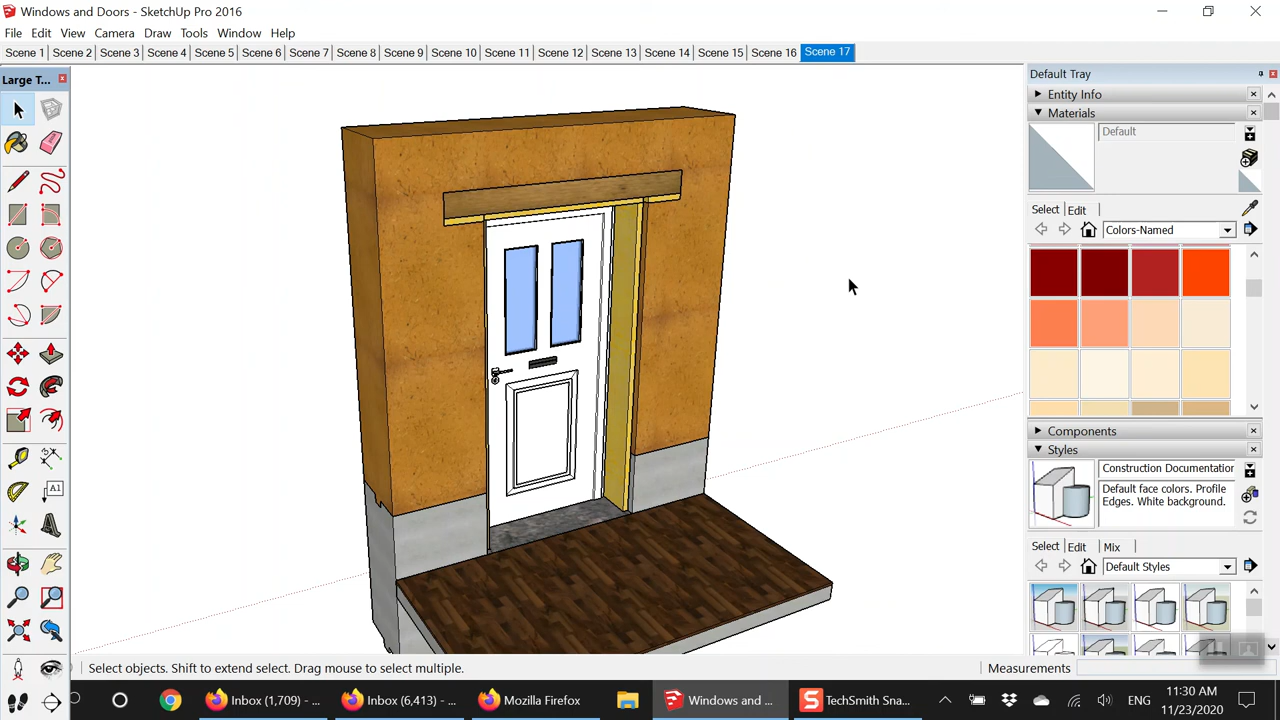 Windows and Doors - SketchUp Pro 2016
File Edit View Camera Draw Tools Window Help
Scene 1 Scene 2 Scene 3 Scene 4 Scene 5 Scene 6 Scene 7 Scene 8 Scene 9 Scene 10 Scene 11 Scene 12 Scene 13 Scene 14 Scene 15 Scene 16 Scene 17
Large T...
A1
Default Tray
Entity Info
Materials
Default
Select Edit
Colors-Named
Components
Styles
Construction Documentation
Default face colors. Profile
Edges. White background.
Select Edit Mix
Default Styles
Select objects. Shift to extend select. Drag mouse to select multiple.
Measurements
Inbox (1,709) - ...
Inbox (6,413) - ...
Mozilla Firefox
Windows and ...
TechSmith Sna...
ENG
11:30 AM
11/23/2020